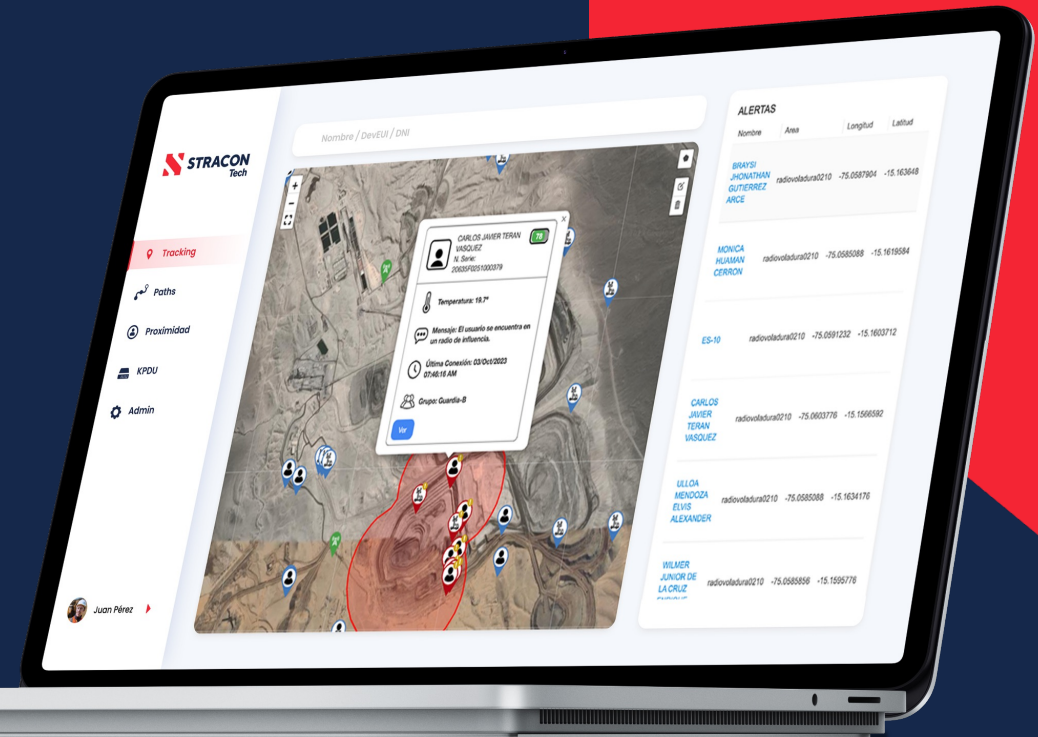 STRACON
Tech
Tracking
Paths
Proximidad
KPDU
Admin
Juan Pérez
Nombre / DevEUI / DNI
+
−
CARLOS JAVIER TERAN
VASQUEZ
N. Serie:
20635F0251000379
79
×
Temperatura: 19.7°
Mensaje: El usuario se encuentra en
un radio de influencia.
Última Conexión: 03/Oct/2023
07:46:16 AM
Grupo: Guardia-B
Ver
ALERTAS
Nombre Area Longitud Latitud
BRAYSI
JHONATHAN
GUTIERREZ
ARCE
radiovoladura0210 -75.0587904 -15.163648
MONICA
HUAMAN
CERRON
radiovoladura0210 -75.0585088 -15.1619584
ES-10 radiovoladura0210 -75.0591232 -15.1603712
CARLOS
JAVIER
TERAN
VASQUEZ
radiovoladura0210 -75.0603776 -15.1566592
ULLOA
MENDOZA
ELVIS
ALEXANDER
radiovoladura0210 -75.0585088 -15.1634176
WILMER
JUNIOR DE
LA CRUZ
radiovoladura0210 -75.0585856 -15.1595776